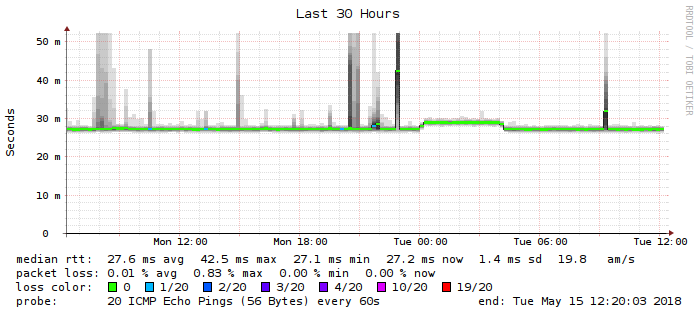 Last 30 Hours
RRDTOOL / TOBI OETIKER
Seconds
50 m
40 m
30 m
20 m
10 m
0
Mon 12:00 Mon 18:00 Tue 00:00 Tue 06:00 Tue 12:00
median rtt: 27.6 ms avg 42.5 ms max 27.1 ms min 27.2 ms now 1.4 ms sd 19.8 am/s
packet loss: 0.01 % avg 0.83 % max 0.00 % min 0.00 % now
loss color: 0 1/20 2/20 3/20 4/20 10/20 19/20
probe: 20 ICMP Echo Pings (56 Bytes) every 60s end: Tue May 15 12:20:03 2018